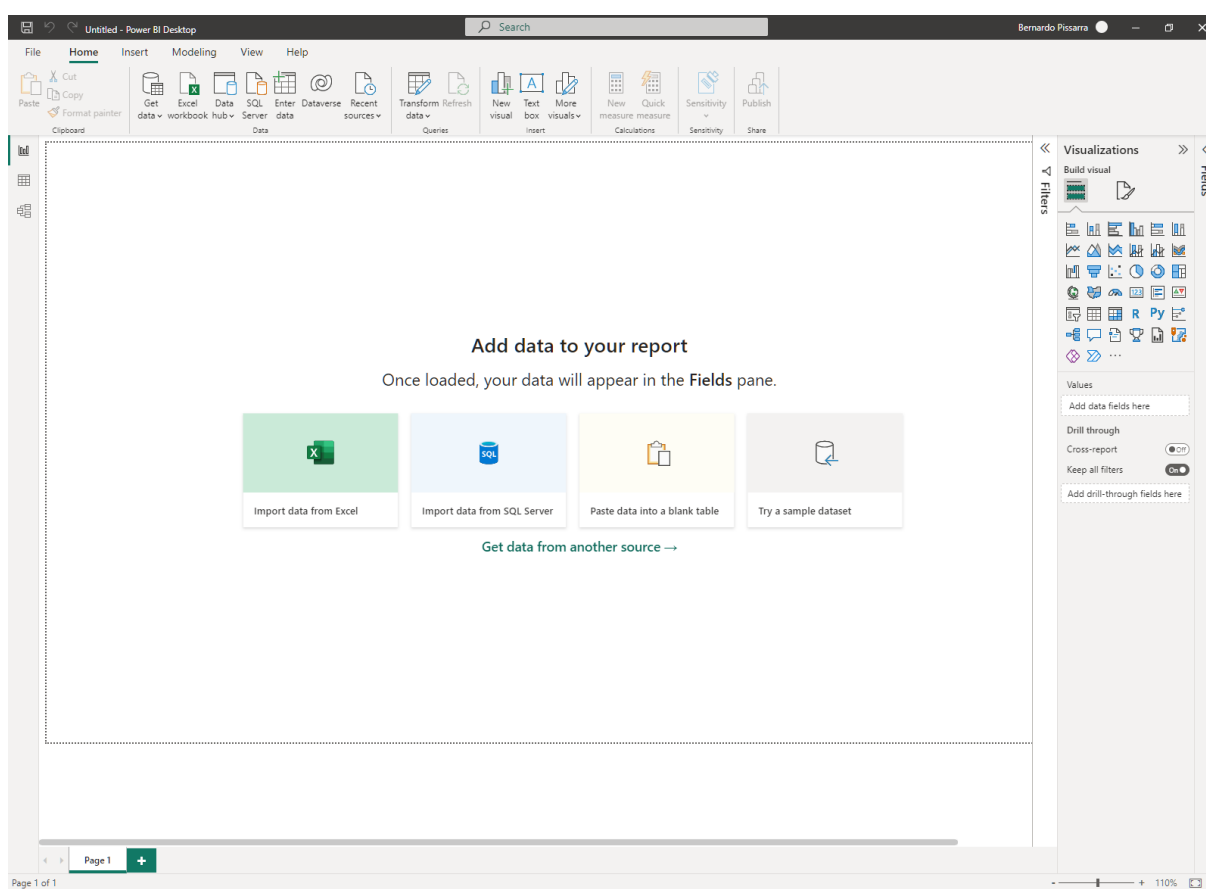 Untitled - Power BI Desktop
Search
Bernardo Pissarra
File Home Insert Modeling View Help
Paste
Cut
Copy
Format painter
Clipboard
Get data
Excel workbook
Data hub
SQL Server
Enter data
Dataverse
Recent sources
Data
Transform data
Refresh
Queries
New visual
Text box
More visuals
Insert
New measure
Quick measure
Calculations
Sensitivity
Sensitivity
Publish
Share
Filters
Visualizations
Build visual
Fields
123
R
Py
Values
Add data fields here
Drill through
Cross-report
Off
Keep all filters
On
Add drill-through fields here
Add data to your report
Once loaded, your data will appear in the Fields pane.
X
SQL
Import data from Excel
Import data from SQL Server
Paste data into a blank table
Try a sample dataset
Get data from another source →
Page 1
+
Page 1 of 1
- + 110%